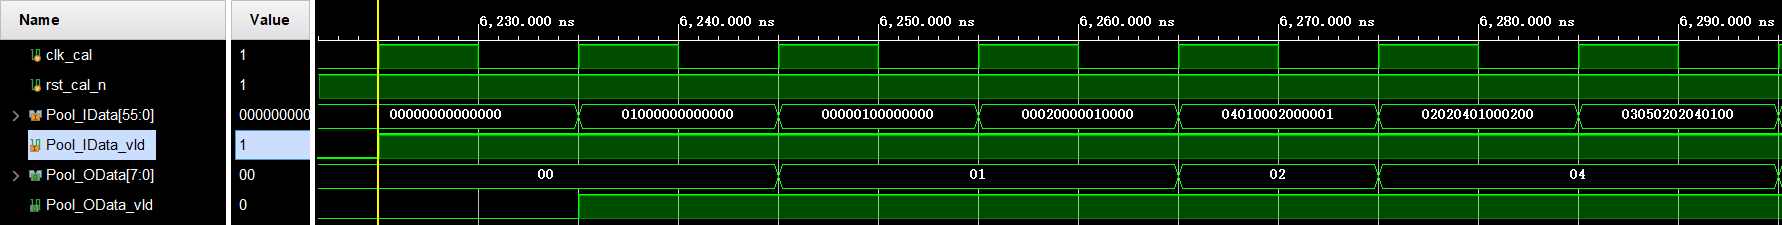 Name Value 6,230.000 ns 6,240.000 ns 6,250.000 ns 6,260.000 ns 6,270.000 ns 6,280.000 ns 6,290.000
clk_cal 1
rst_cal_n 1
Pool_IData[55:0] 000000000 00000000000000 01000000000000 00000100000000 00020000010000 04010002000001 02020401000200 03050202040100
Pool_IData_vld 1
Pool_OData[7:0] 00 00 01 02 04
Pool_OData_vld 0